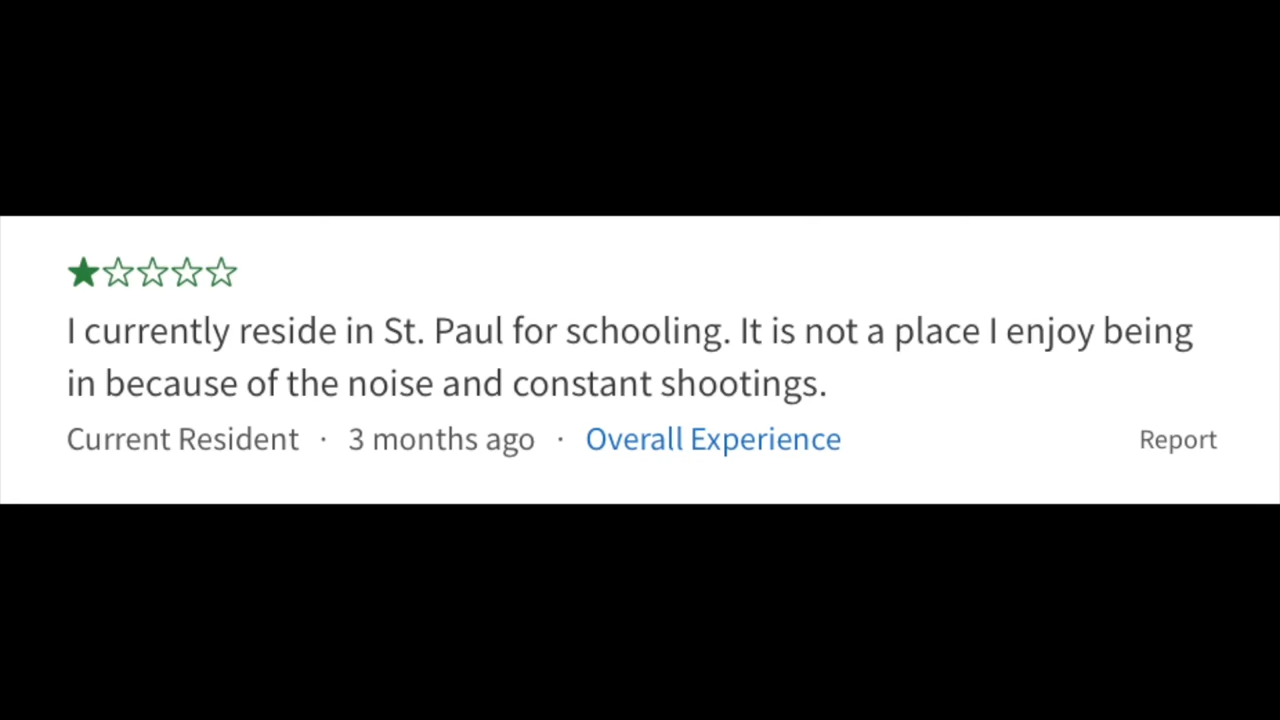 I currently reside in St. Paul for schooling. It is not a place I enjoy being
in because of the noise and constant shootings.
Current Resident · 3 months ago · Overall Experience Report